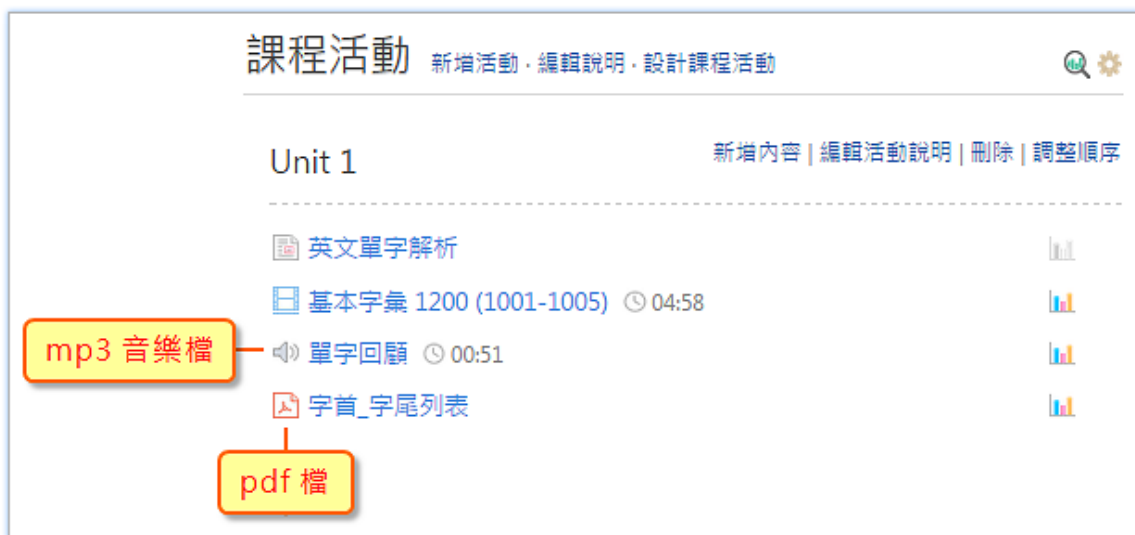 課程活動 新增活動 · 編輯說明 · 設計課程活動
Unit 1 新增內容 | 編輯活動說明 | 刪除 | 調整順序
英文單字解析
基本字彙 1200 (1001-1005) 04:58
mp3 音樂檔 單字回顧 00:51
字首_字尾列表
pdf 檔